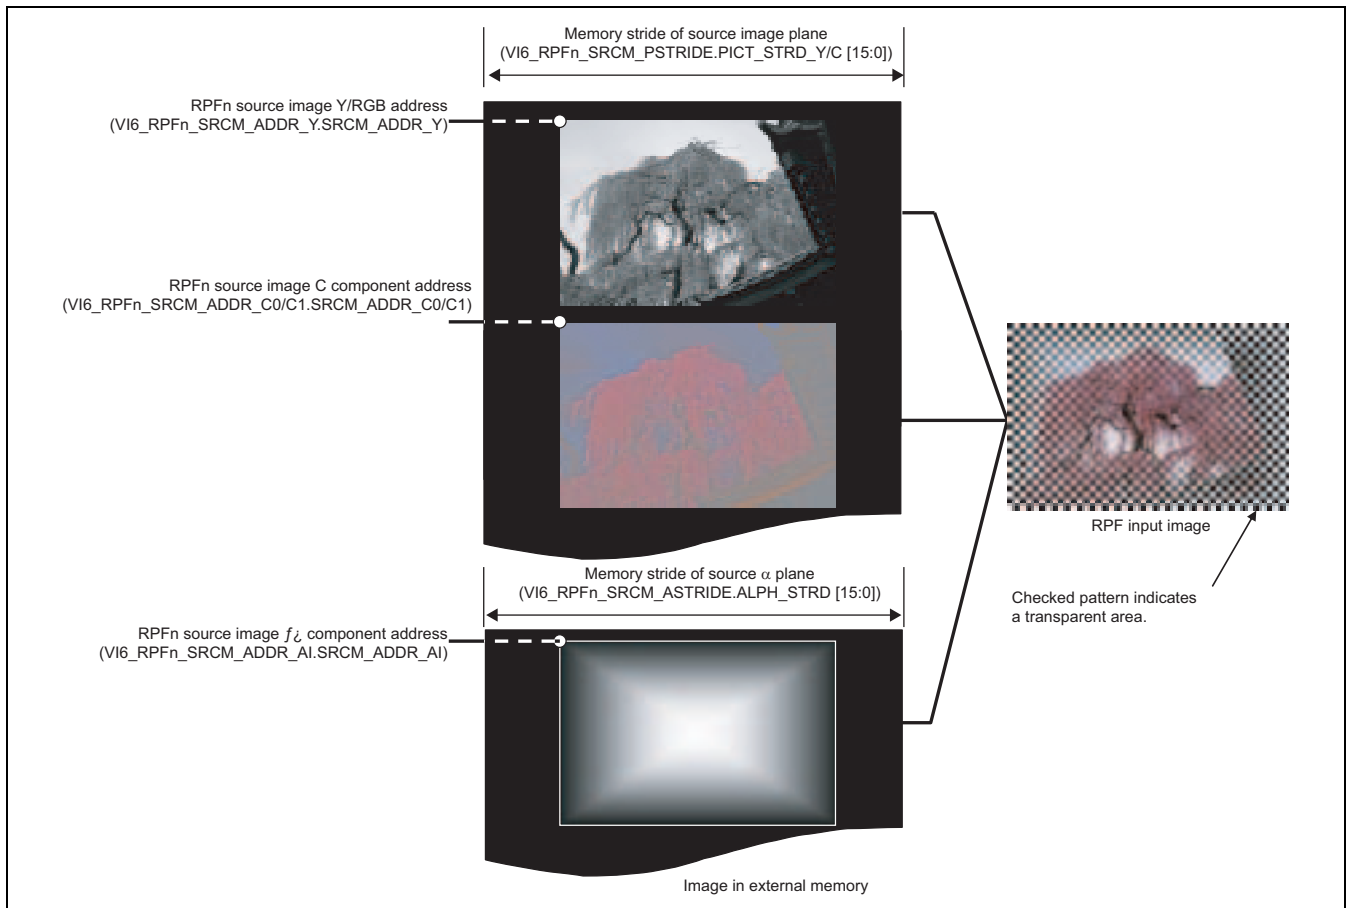 Memory stride of source image plane
(VI6_RPFn_SRCM_PSTRIDE.PICT_STRD_Y/C [15:0])
RPFn source image Y/RGB address
(VI6_RPFn_SRCM_ADDR_Y.SRCM_ADDR_Y)
RPFn source image C component address
(VI6_RPFn_SRCM_ADDR_C0/C1.SRCM_ADDR_C0/C1)
RPF input image
Checked pattern indicates
a transparent area.
Memory stride of source α plane
(VI6_RPFn_SRCM_ASTRIDE.ALPH_STRD [15:0])
RPFn source image ƒ¿ component address
(VI6_RPFn_SRCM_ADDR_AI.SRCM_ADDR_AI)
Image in external memory